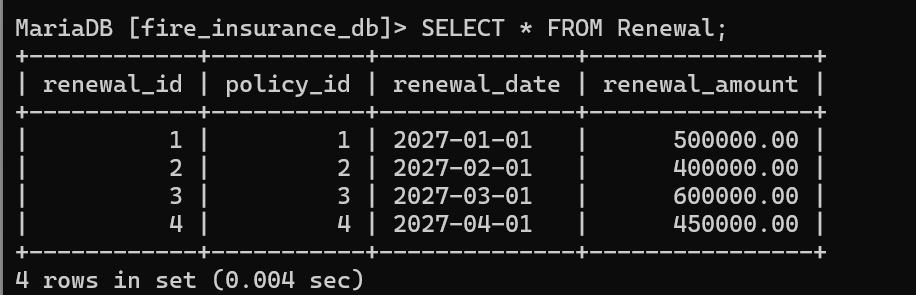 MariaDB [fire_insurance_db]> SELECT * FROM Renewal;
+------------+-----------+--------------+----------------+
| renewal_id | policy_id | renewal_date | renewal_amount |
+------------+-----------+--------------+----------------+
|          1 |         1 | 2027-01-01   |      500000.00 |
|          2 |         2 | 2027-02-01   |      400000.00 |
|          3 |         3 | 2027-03-01   |      600000.00 |
|          4 |         4 | 2027-04-01   |      450000.00 |
+------------+-----------+--------------+----------------+
4 rows in set (0.004 sec)